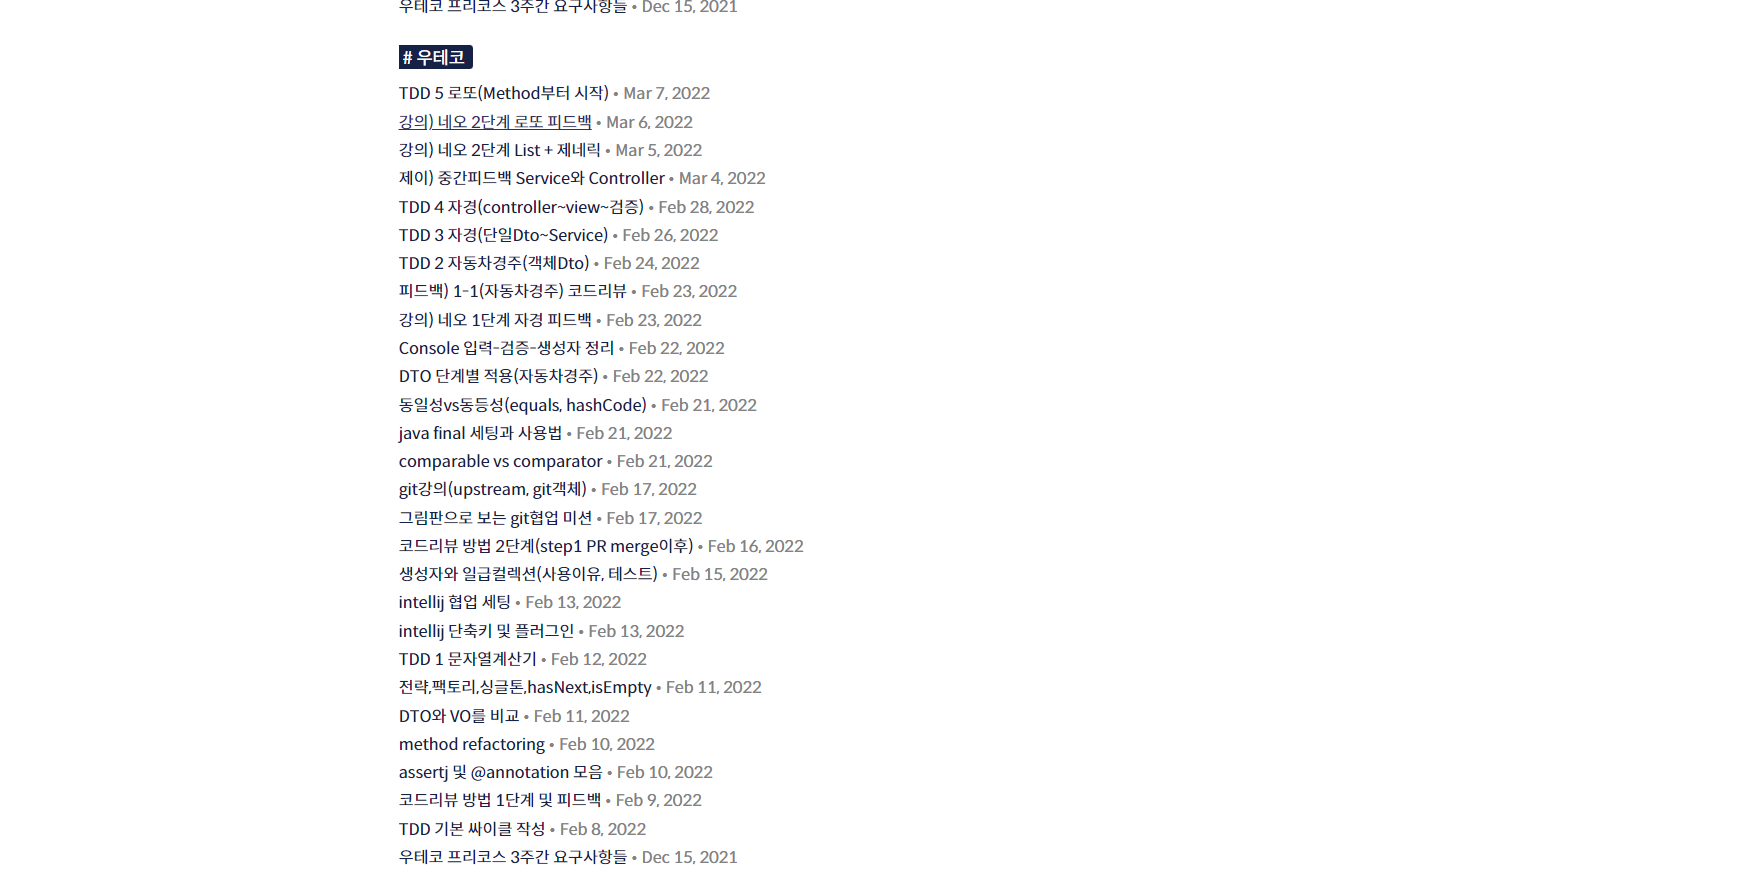 우테코 프리코스 3주간 요구사항들 • Dec 15, 2021
# 우테코
TDD 5 로또(Method부터 시작) • Mar 7, 2022
강의) 네오 2단계 로또 피드백 • Mar 6, 2022
강의) 네오 2단계 List + 제네릭 • Mar 5, 2022
제이) 중간피드백 Service와 Controller • Mar 4, 2022
TDD 4 자경(controller~view~검증) • Feb 28, 2022
TDD 3 자경(단일Dto~Service) • Feb 26, 2022
TDD 2 자동차경주(객체Dto) • Feb 24, 2022
피드백) 1-1(자동차경주) 코드리뷰 • Feb 23, 2022
강의) 네오 1단계 자경 피드백 • Feb 23, 2022
Console 입력-검증-생성자 정리 • Feb 22, 2022
DTO 단계별 적용(자동차경주) • Feb 22, 2022
동일성vs동등성(equals, hashCode) • Feb 21, 2022
java final 세팅과 사용법 • Feb 21, 2022
comparable vs comparator • Feb 21, 2022
git강의(upstream, git객체) • Feb 17, 2022
그림판으로 보는 git협업 미션 • Feb 17, 2022
코드리뷰 방법 2단계(step1 PR merge이후) • Feb 16, 2022
생성자와 일급컬렉션(사용이유, 테스트) • Feb 15, 2022
intellij 협업 세팅 • Feb 13, 2022
intellij 단축키 및 플러그인 • Feb 13, 2022
TDD 1 문자열계산기 • Feb 12, 2022
전략,팩토리,싱글톤,hasNext,isEmpty • Feb 11, 2022
DTO와 VO를 비교 • Feb 11, 2022
method refactoring • Feb 10, 2022
assertj 및 @annotation 모음 • Feb 10, 2022
코드리뷰 방법 1단계 및 피드백 • Feb 9, 2022
TDD 기본 싸이클 작성 • Feb 8, 2022
우테코 프리코스 3주간 요구사항들 • Dec 15, 2021